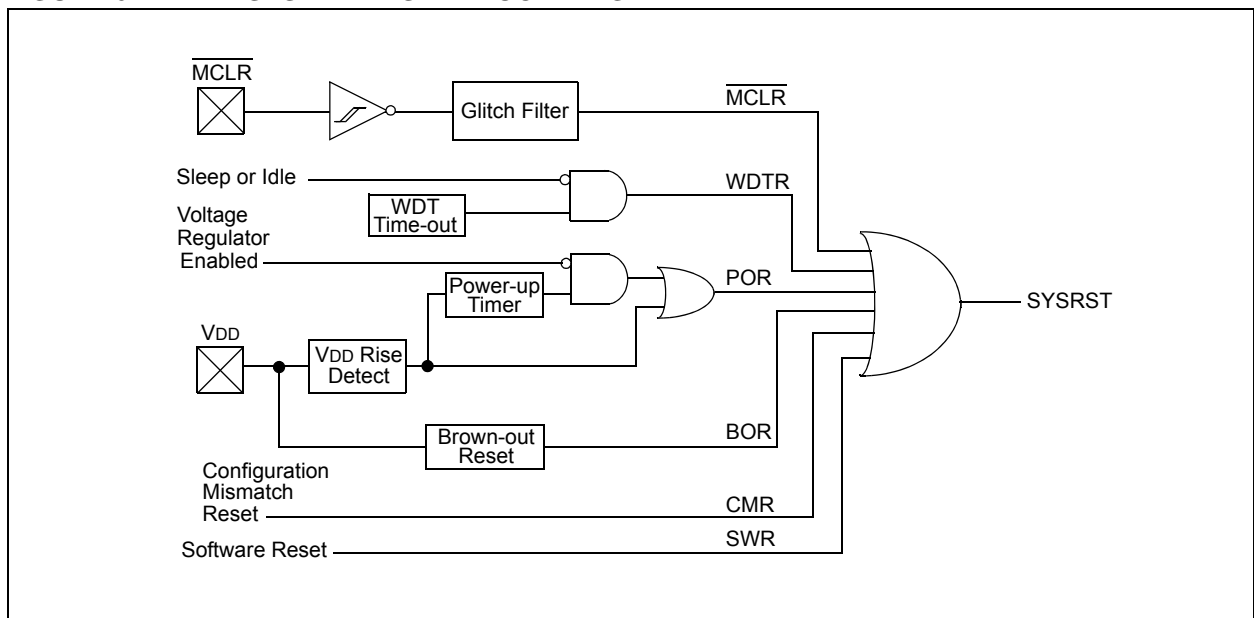 MCLR
Glitch Filter
MCLR
Sleep or Idle
WDTR
WDT
Time-out
Voltage
Regulator
Enabled
Power-up
Timer
POR
SYSRST
VDD
VDD Rise
Detect
Brown-out
Reset
BOR
Configuration
Mismatch
Reset
CMR
Software Reset
SWR